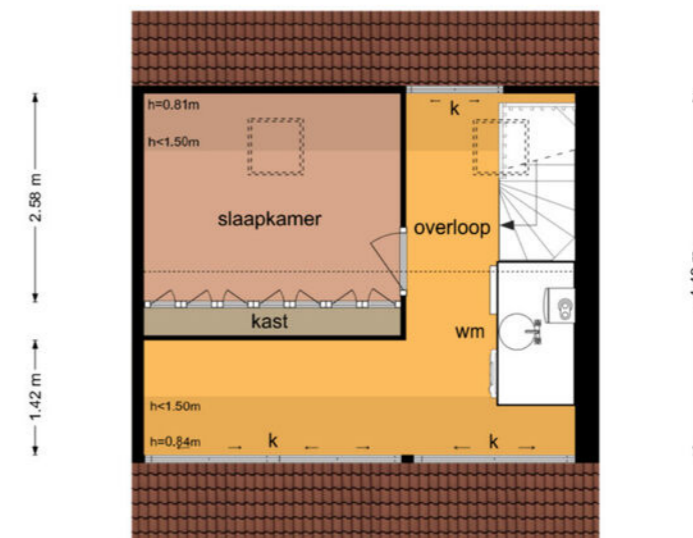 h=0.81m
k
h<1.50m
2.58 m
slaapkamer
overloop
kast
wm
1.42 m
h<1.50m
h=0.84m
k
k